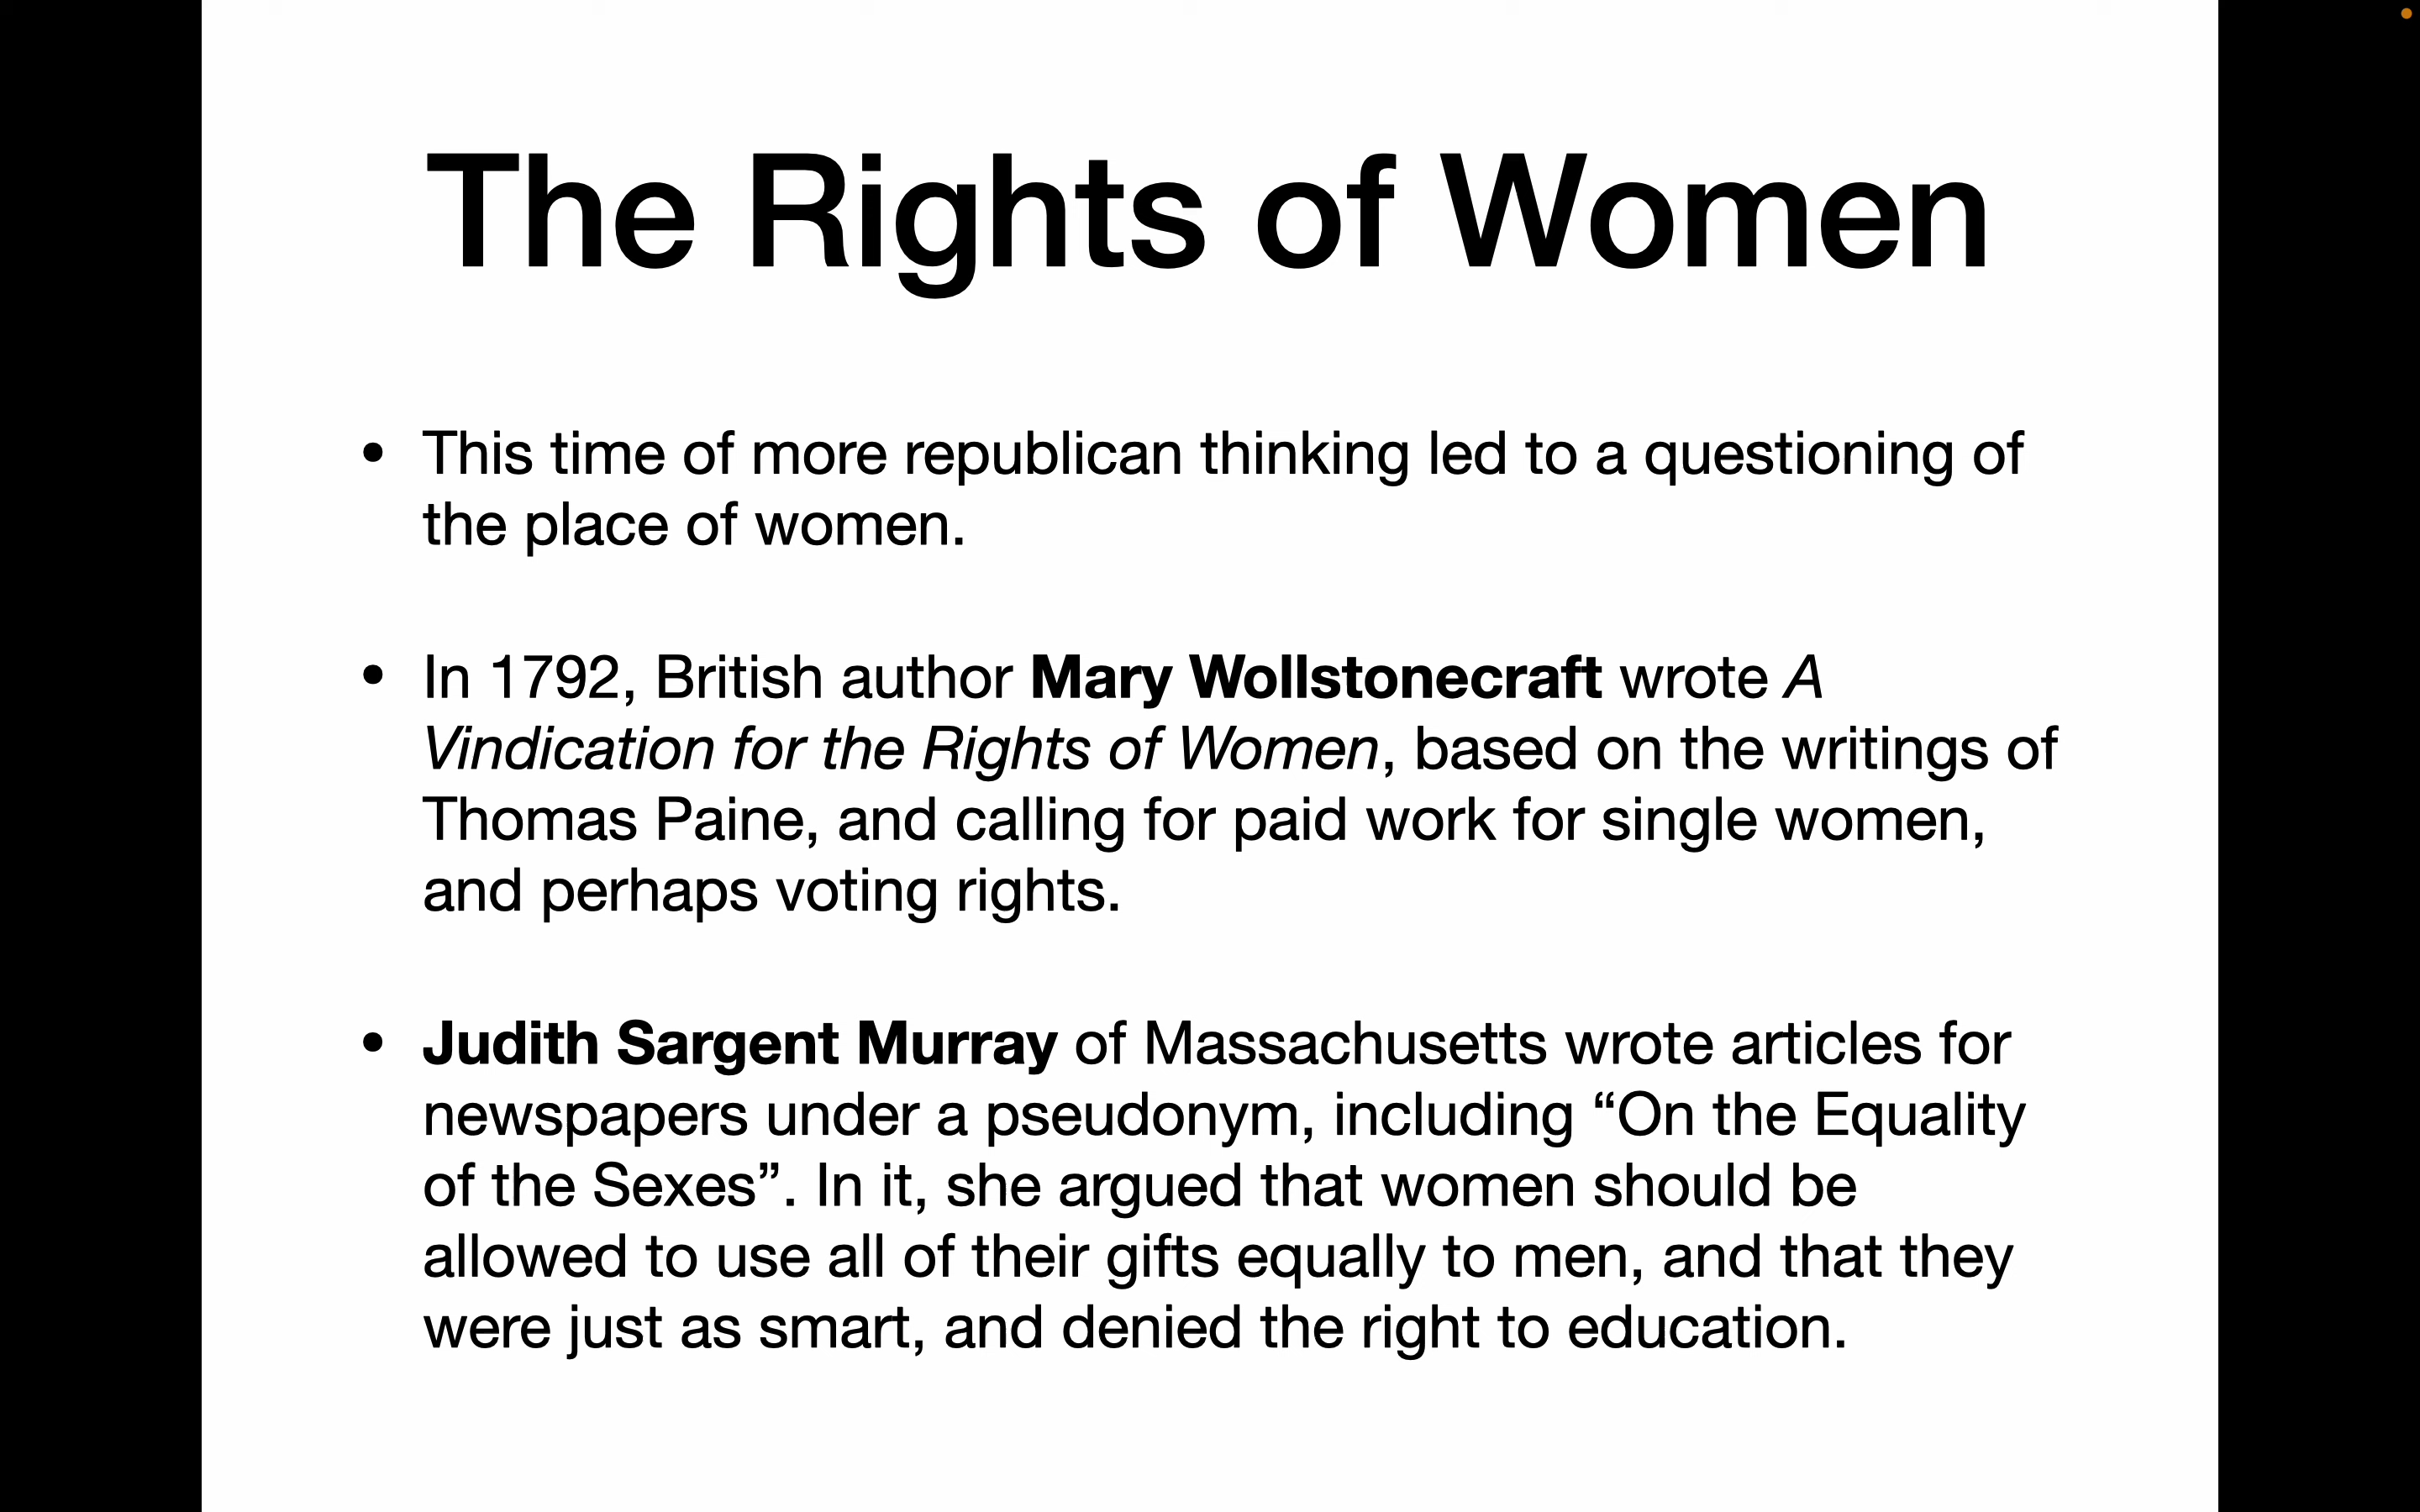 The Rights of Women
• This time of more republican thinking led to a questioning of
the place of women.
• In 1792, British author Mary Wollstonecraft wrote A
Vindication for the Rights of Women, based on the writings of
Thomas Paine, and calling for paid work for single women,
and perhaps voting rights.
• Judith Sargent Murray of Massachusetts wrote articles for
newspapers under a pseudonym, including “On the Equality
of the Sexes”. In it, she argued that women should be
allowed to use all of their gifts equally to men, and that they
were just as smart, and denied the right to education.